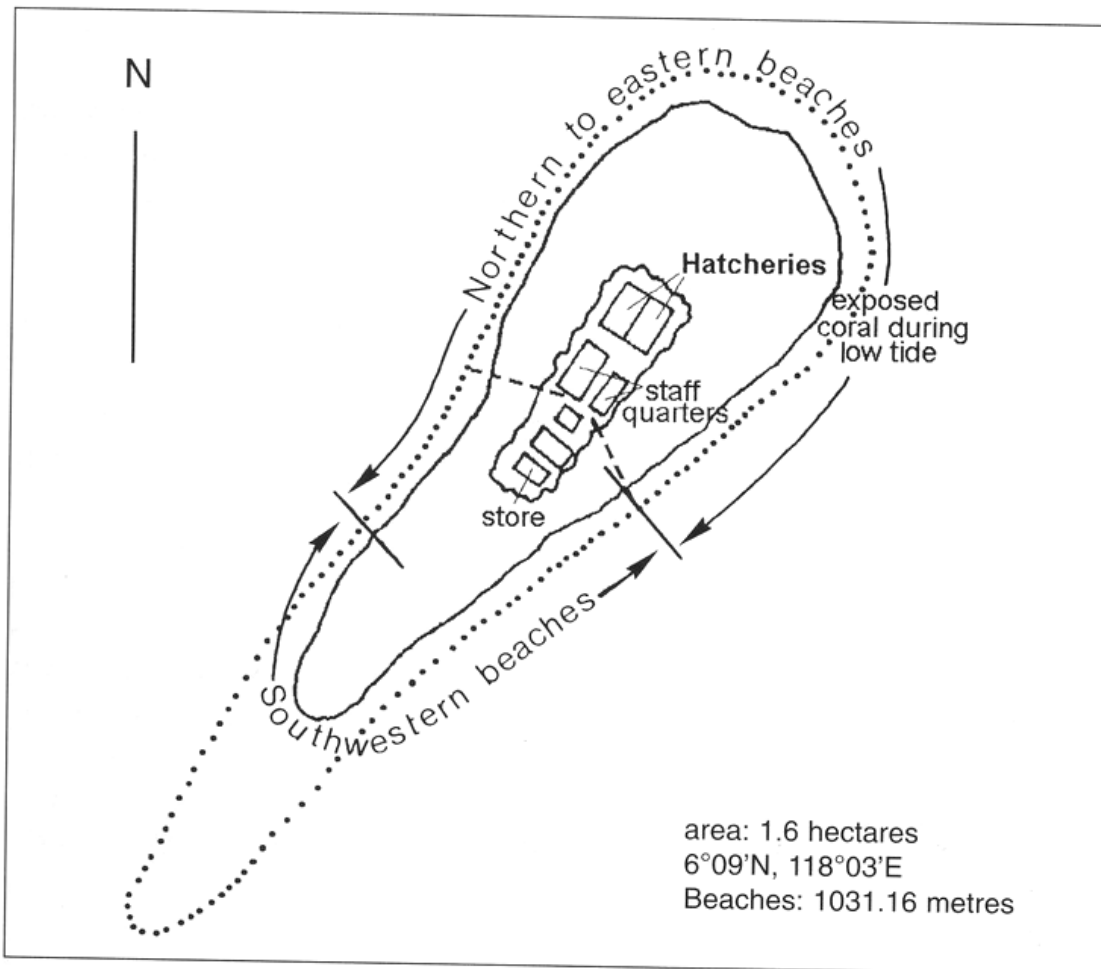 N
Northern to eastern beaches
Hatcheries
exposed
coral during
low tide
staff
quarters
store
Southwestern beaches
area: 1.6 hectares
6°09'N, 118°03'E
Beaches: 1031.16 metres